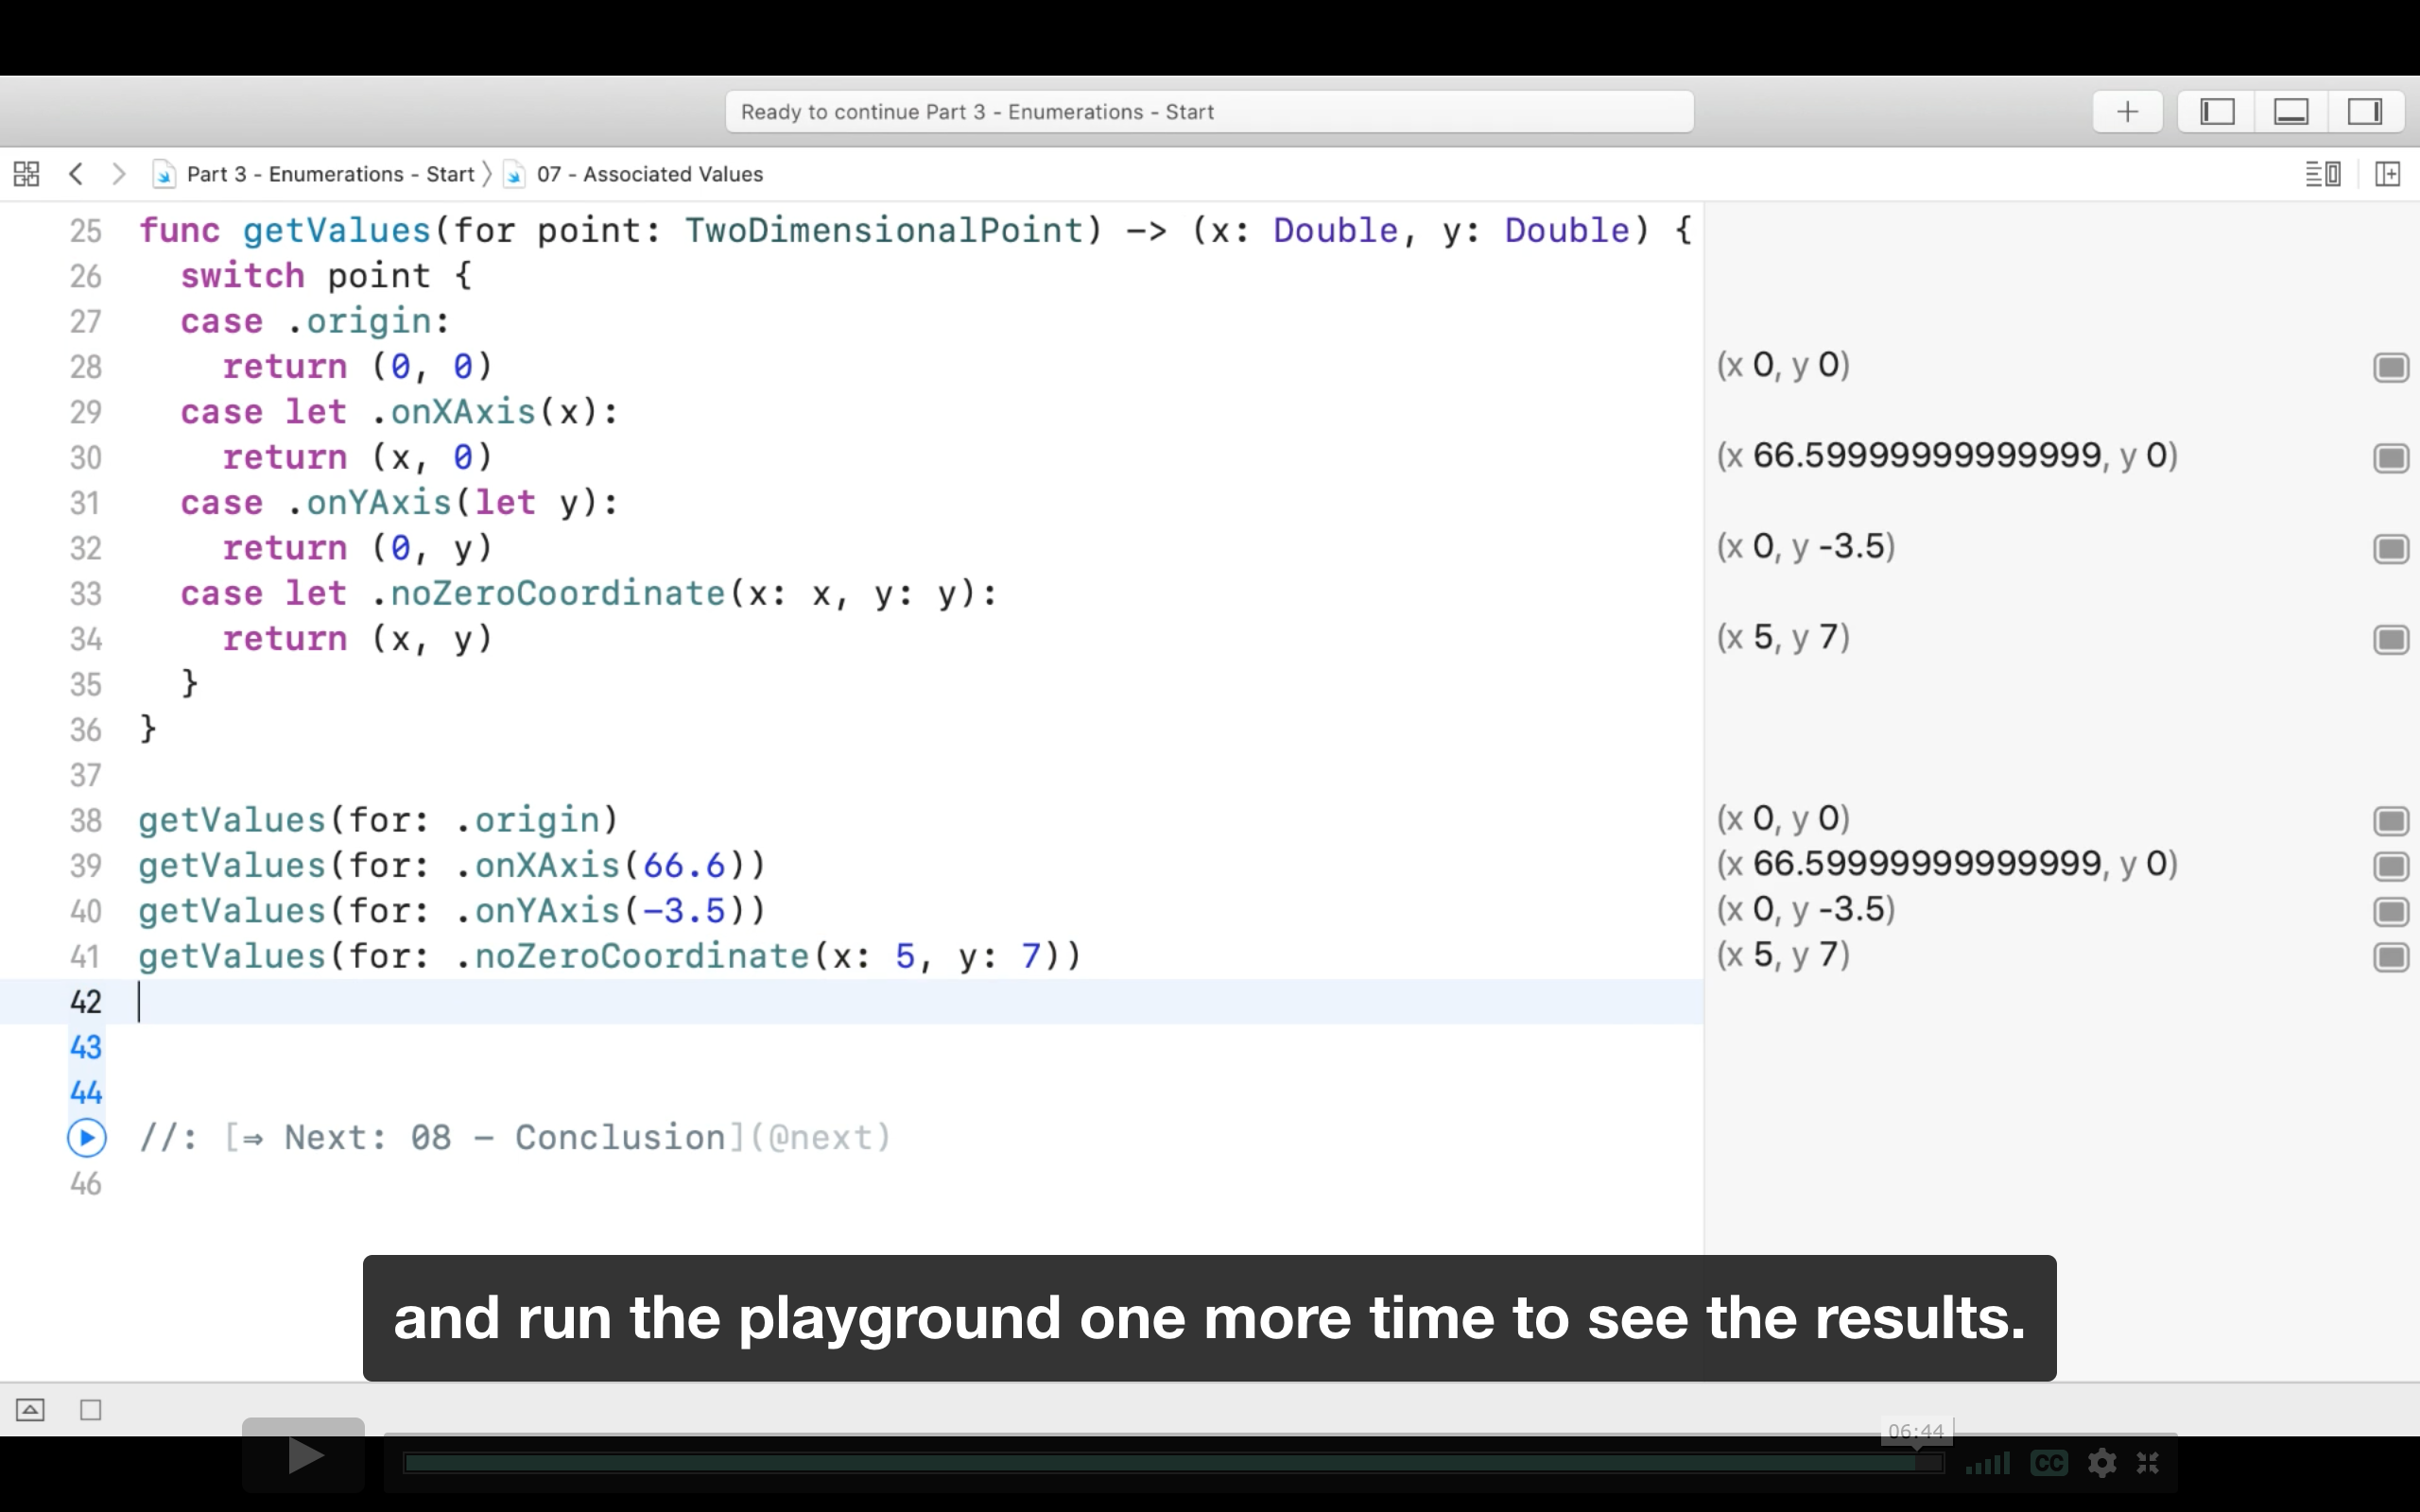 Ready to continue Part 3 - Enumerations - Start
Part 3 - Enumerations - Start 〉 07 - Associated Values
25 func getValues(for point: TwoDimensionalPoint) -> (x: Double, y: Double) {
26 switch point {
27 case .origin:
28 return (0, 0) (x 0, y 0)
29 case let .onXAxis(x):
30 return (x, 0) (x 66.59999999999999, y 0)
31 case .onYAxis(let y):
32 return (0, y) (x 0, y -3.5)
33 case let .noZeroCoordinate(x: x, y: y):
34 return (x, y) (x 5, y 7)
35 }
36 }
37
38 getValues(for: .origin) (x 0, y 0)
39 getValues(for: .onXAxis(66.6)) (x 66.59999999999999, y 0)
40 getValues(for: .onYAxis(-3.5)) (x 0, y -3.5)
41 getValues(for: .noZeroCoordinate(x: 5, y: 7)) (x 5, y 7)
42
43
44
//: [⇒ Next: 08 - Conclusion](@next)
46
and run the playground one more time to see the results.
06:44
CC